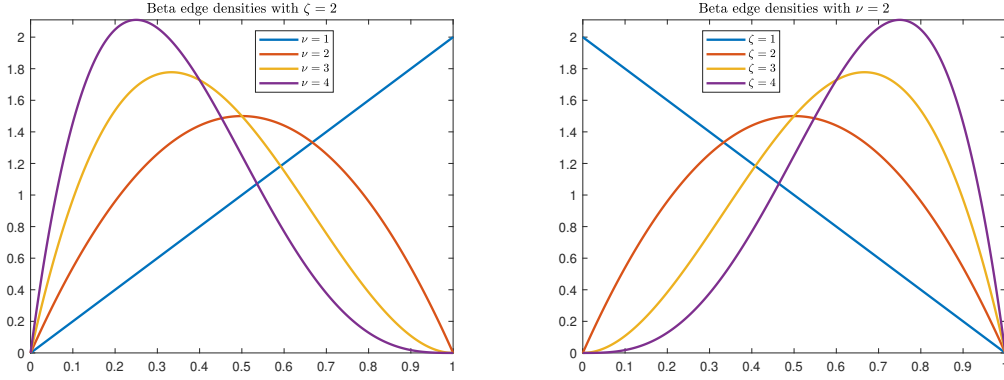 Beta edge densities with ζ = 2
2
1.8
1.6
1.4
1.2
1
0.8
0.6
0.4
0.2
0
ν = 1
ν = 2
ν = 3
ν = 4
0 0.1 0.2 0.3 0.4 0.5 0.6 0.7 0.8 0.9 1
Beta edge densities with ν = 2
2
1.8
1.6
1.4
1.2
1
0.8
0.6
0.4
0.2
0
ζ = 1
ζ = 2
ζ = 3
ζ = 4
0 0.1 0.2 0.3 0.4 0.5 0.6 0.7 0.8 0.9 1